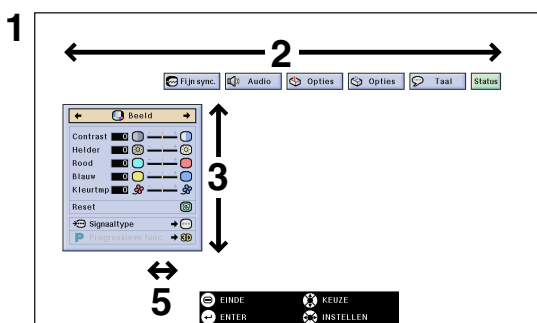 1
2
Fijn sync. Audio Opties Opties Taal Status
Beeld
Contrast 0
Helder 0
Rood 0
Blauw 0
Kleurtmp 0
Reset
Signaaltype
P Progressieve func. 3D
3
5
EINDE KEUZE
ENTER INSTELLEN